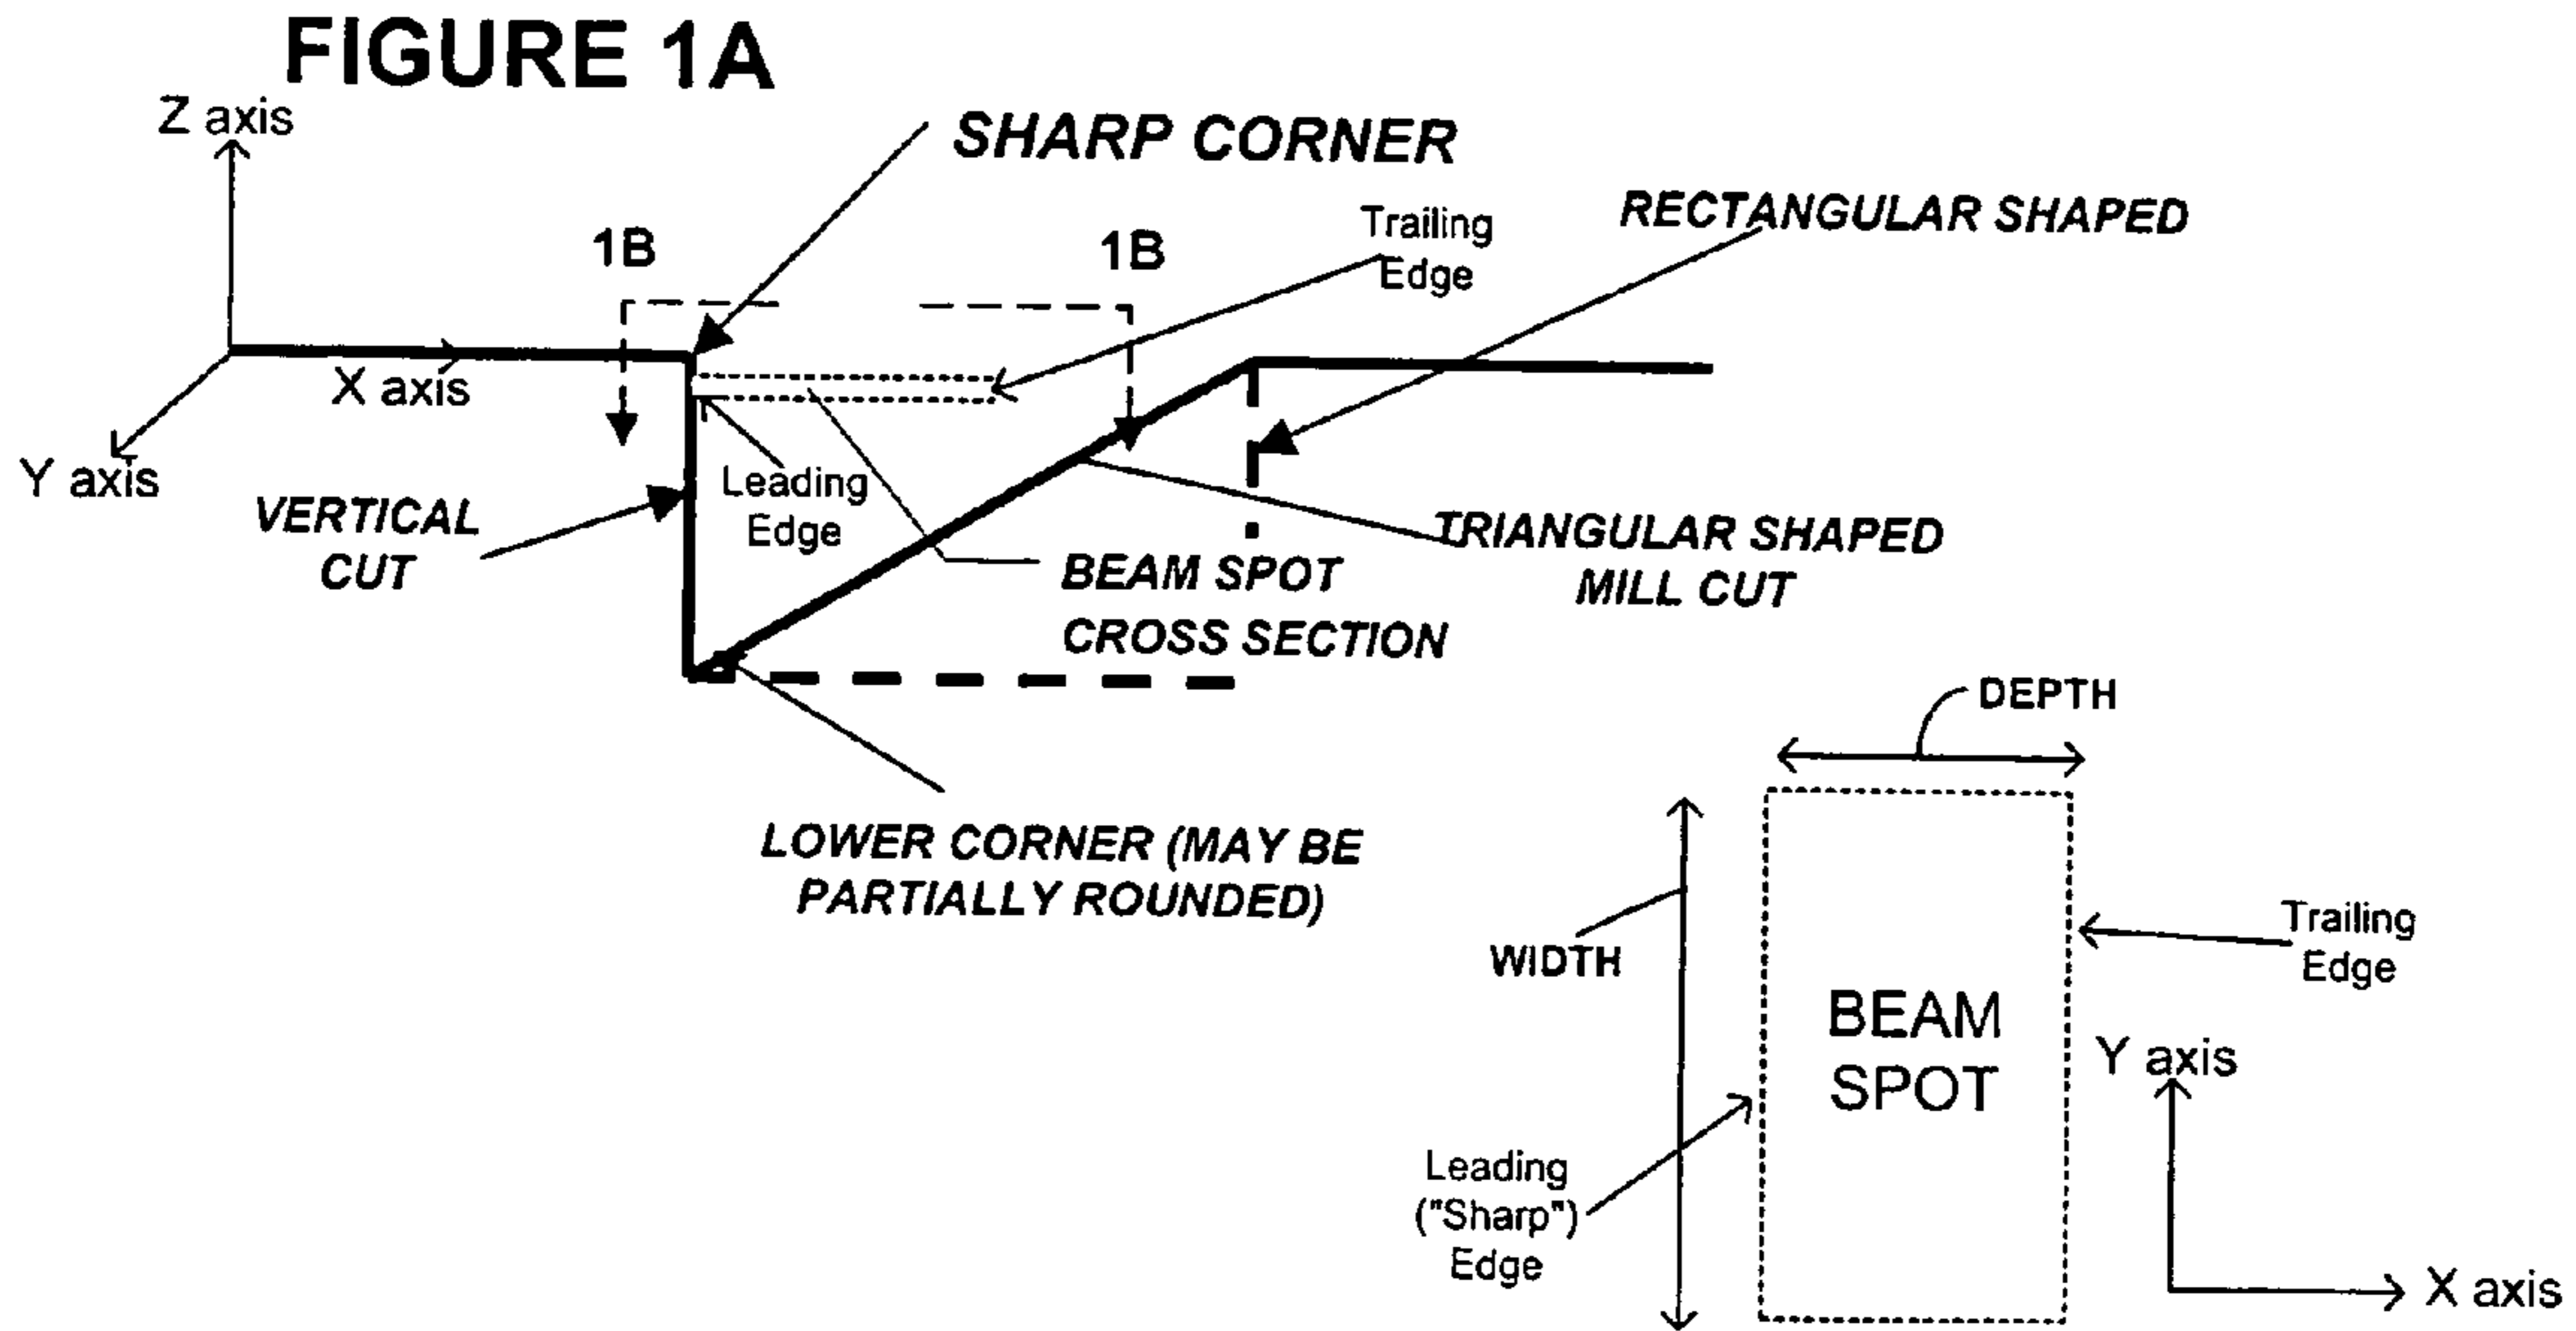 FIGURE 1A
Z axis
SHARP CORNER
RECTANGULAR SHAPED
Trailing
Edge
1B
1B
X axis
Y axis
Leading
Edge
VERTICAL
CUT
TRIANGULAR SHAPED
MILL CUT
BEAM SPOT
CROSS SECTION
DEPTH
LOWER CORNER (MAY BE
PARTIALLY ROUNDED)
WIDTH
Trailing
Edge
BEAM
SPOT
Y axis
Leading
("Sharp")
Edge
X axis